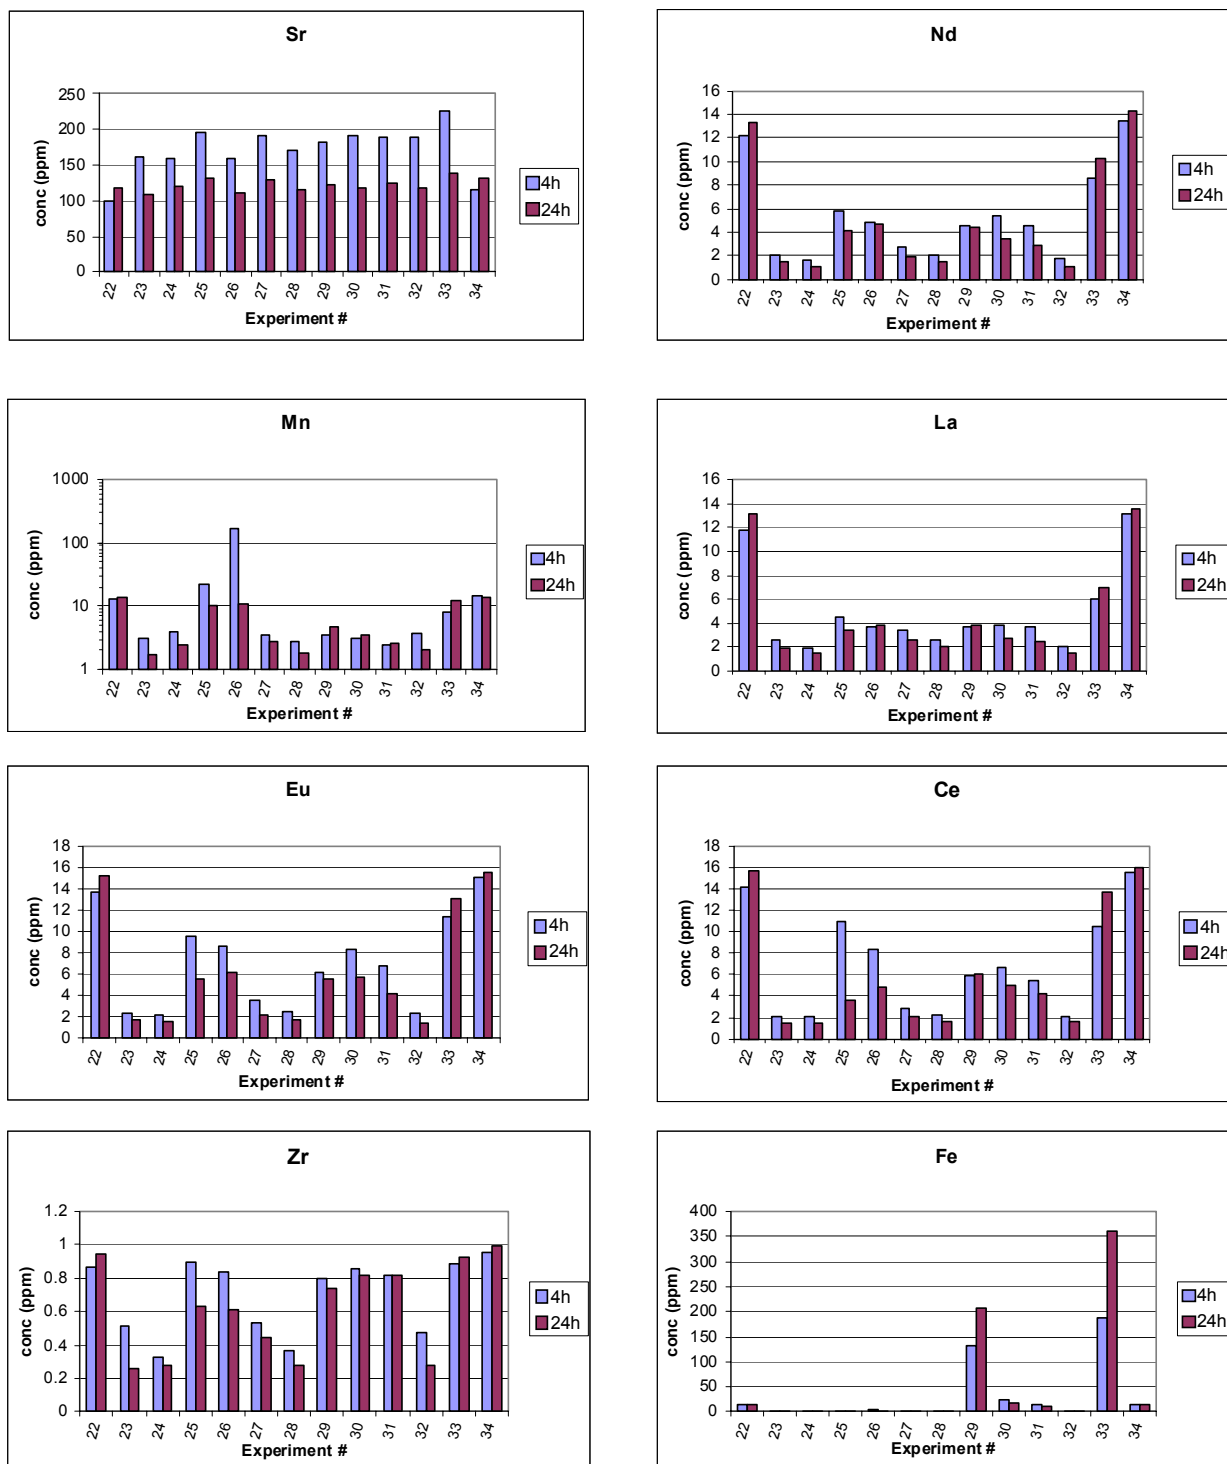 Sr
250
200
150
100
50
0
conc (ppm)
22 23 24 25 26 27 28 29 30 31 32 33 34
Experiment #
4h
24h
Nd
16
14
12
10
8
6
4
2
0
conc (ppm)
22 23 24 25 26 27 28 29 30 31 32 33 34
Experiment #
4h
24h
Mn
1000
100
10
1
conc (ppm)
22 23 24 25 26 27 28 29 30 31 32 33 34
Experiment #
4h
24h
La
16
14
12
10
8
6
4
2
0
conc (ppm)
22 23 24 25 26 27 28 29 30 31 32 33 34
Experiment #
4h
24h
Eu
18
16
14
12
10
8
6
4
2
0
conc (ppm)
22 23 24 25 26 27 28 29 30 31 32 33 34
Experiment #
4h
24h
Ce
18
16
14
12
10
8
6
4
2
0
conc (ppm)
22 23 24 25 26 27 28 29 30 31 32 33 34
Experiment #
4h
24h
Zr
1.2
1
0.8
0.6
0.4
0.2
0
conc (ppm)
22 23 24 25 26 27 28 29 30 31 32 33 34
Experiment #
4h
24h
Fe
400
350
300
250
200
150
100
50
0
conc (ppm)
22 23 24 25 26 27 28 29 30 31 32 33 34
Experiment #
4h
24h